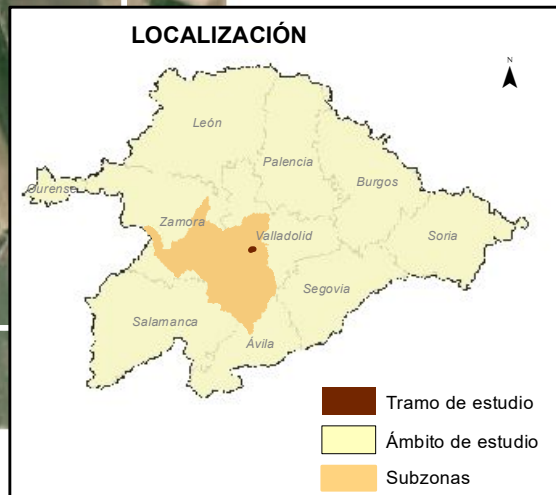 LOCALIZACIÓN
N
León
Palencia
Burgos
Ourense
Zamora
Valladolid
Soria
Segovia
Salamanca
Ávila
Tramo de estudio
Ámbito de estudio
Subzonas